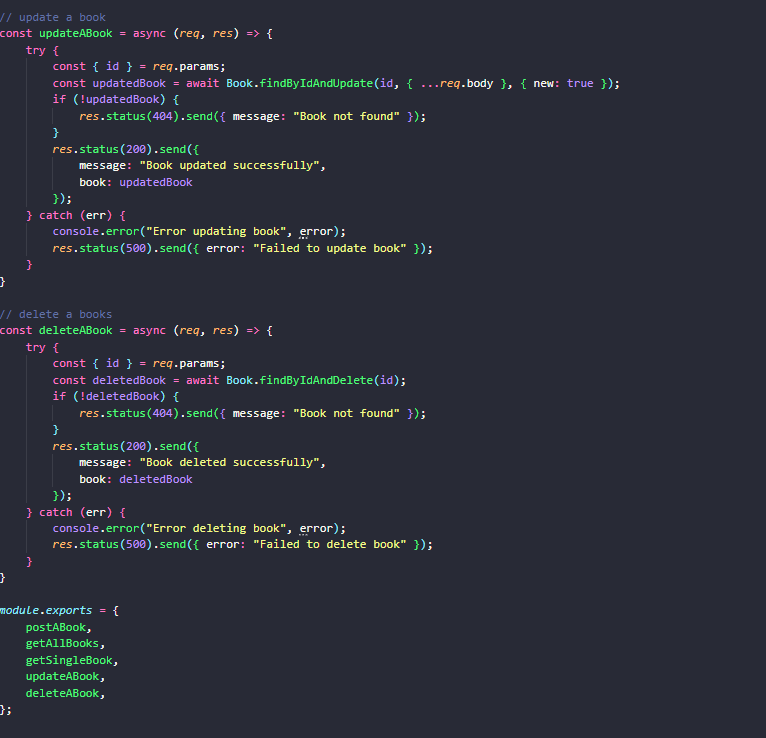 // update a book
const updateABook = async (req, res) => {
    try {
        const { id } = req.params;
        const updatedBook = await Book.findByIdAndUpdate(id, { ...req.body }, { new: true });
        if (!updatedBook) {
            res.status(404).send({ message: "Book not found" });
        }
        res.status(200).send({
            message: "Book updated successfully",
            book: updatedBook
        });
    } catch (err) {
        console.error("Error updating book", error);
        res.status(500).send({ error: "Failed to update book" });
    }
}

// delete a books
const deleteABook = async (req, res) => {
    try {
        const { id } = req.params;
        const deletedBook = await Book.findByIdAndDelete(id);
        if (!deletedBook) {
            res.status(404).send({ message: "Book not found" });
        }
        res.status(200).send({
            message: "Book deleted successfully",
            book: deletedBook
        });
    } catch (err) {
        console.error("Error deleting book", error);
        res.status(500).send({ error: "Failed to delete book" });
    }
}

module.exports = {
    postABook,
    getAllBooks,
    getSingleBook,
    updateABook,
    deleteABook,
};